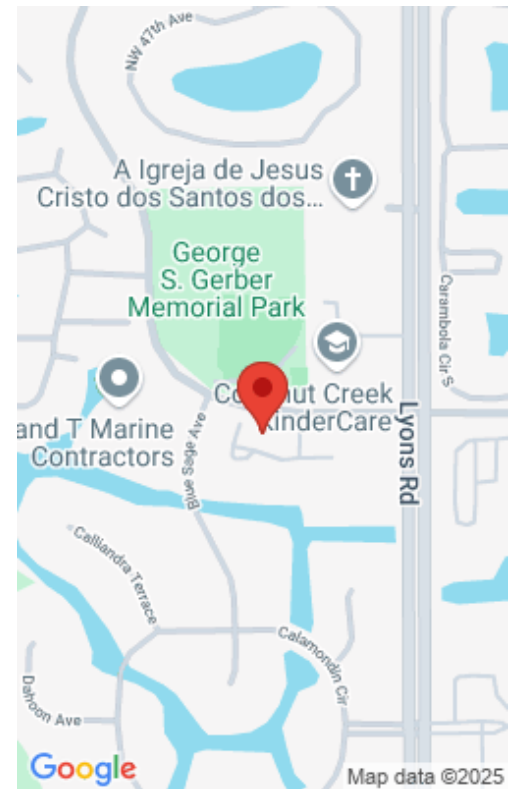 NW 47th Ave
A Igreja de Jesus
Cristo dos Santos dos...
George
S. Gerber
Memorial Park
Carambola Cir S
Creek
KinderCare
and T Marine
Contractors
Blue Sage Ave
Lyons Rd
Calliandra Terrace
Calamondin Cir
Dahoon Ave
Google
Map data ©2025